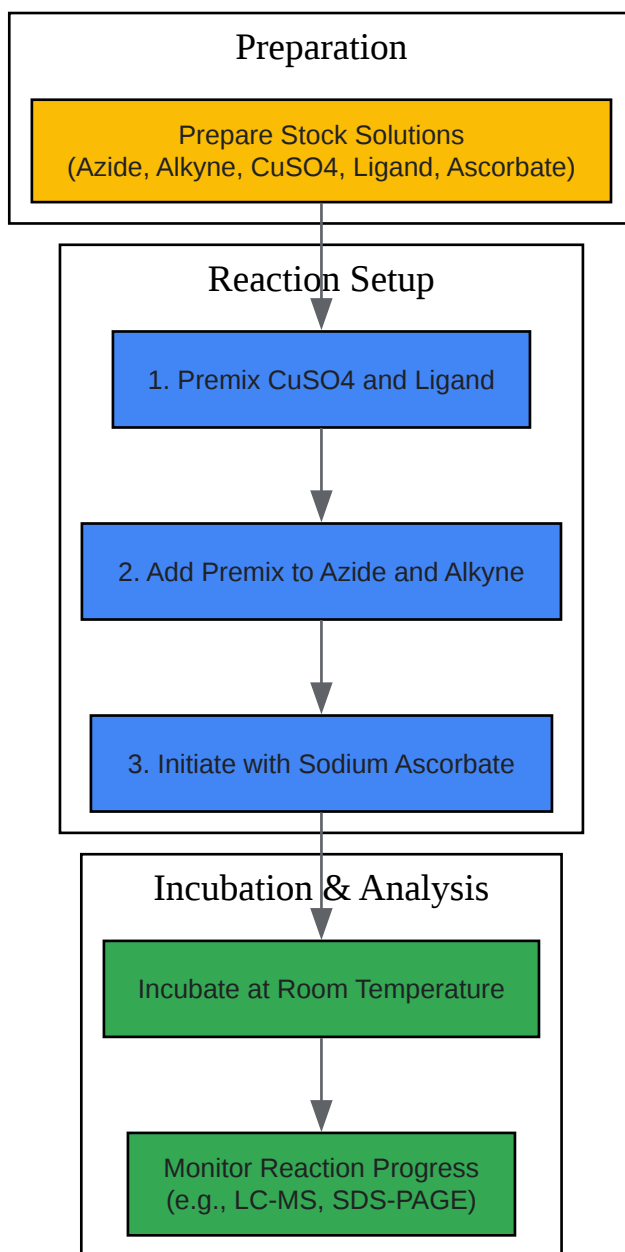 Preparation
Prepare Stock Solutions
(Azide, Alkyne, CuSO4, Ligand, Ascorbate)
Reaction Setup
1. Premix CuSO4 and Ligand
2. Add Premix to Azide and Alkyne
3. Initiate with Sodium Ascorbate
Incubation & Analysis
Incubate at Room Temperature
Monitor Reaction Progress
(e.g., LC-MS, SDS-PAGE)